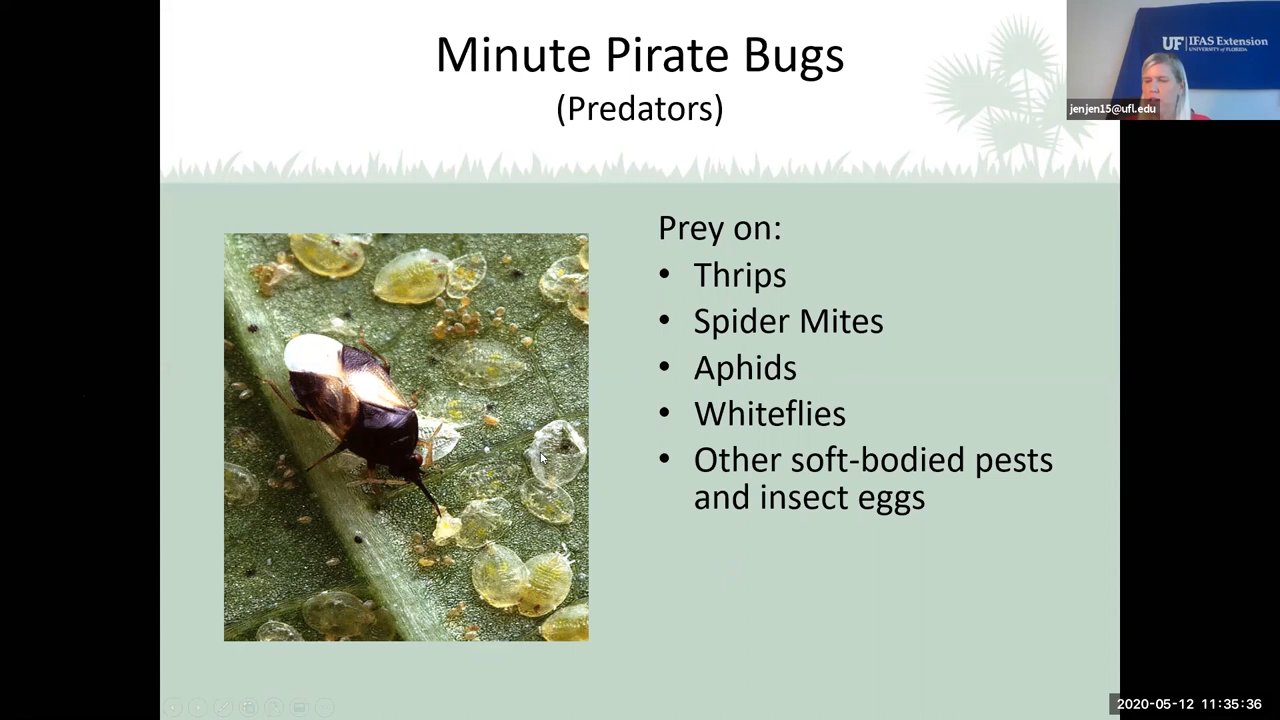 Minute Pirate Bugs
(Predators)
UF | IFAS Extension
UNIVERSITY of FLORIDA
jenjen15@ufl.edu
Prey on:
• Thrips
• Spider Mites
• Aphids
• Whiteflies
• Other soft-bodied pests
and insect eggs
2020-05-12 11:35:36